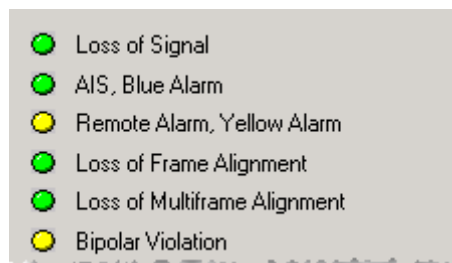 Loss of Signal
AIS, Blue Alarm
Remote Alarm, Yellow Alarm
Loss of Frame Alignment
Loss of Multiframe Alignment
Bipolar Violation